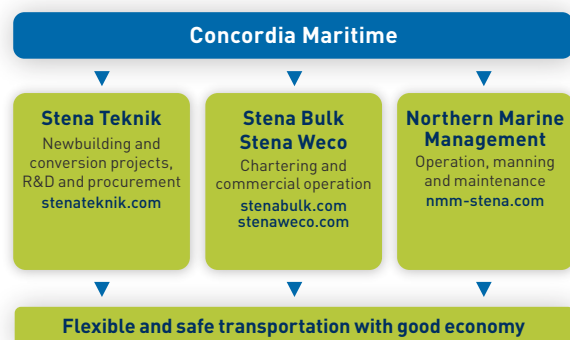 Concordia Maritime
Stena Teknik
Newbuilding and
conversion projects,
R&D and procurement
stenateknik.com
Stena Bulk
Stena Weco
Chartering and
commercial operation
stenabulk.com
stenaweco.com
Northern Marine
Management
Operation, manning
and maintenance
nmm-stena.com
Flexible and safe transportation with good economy